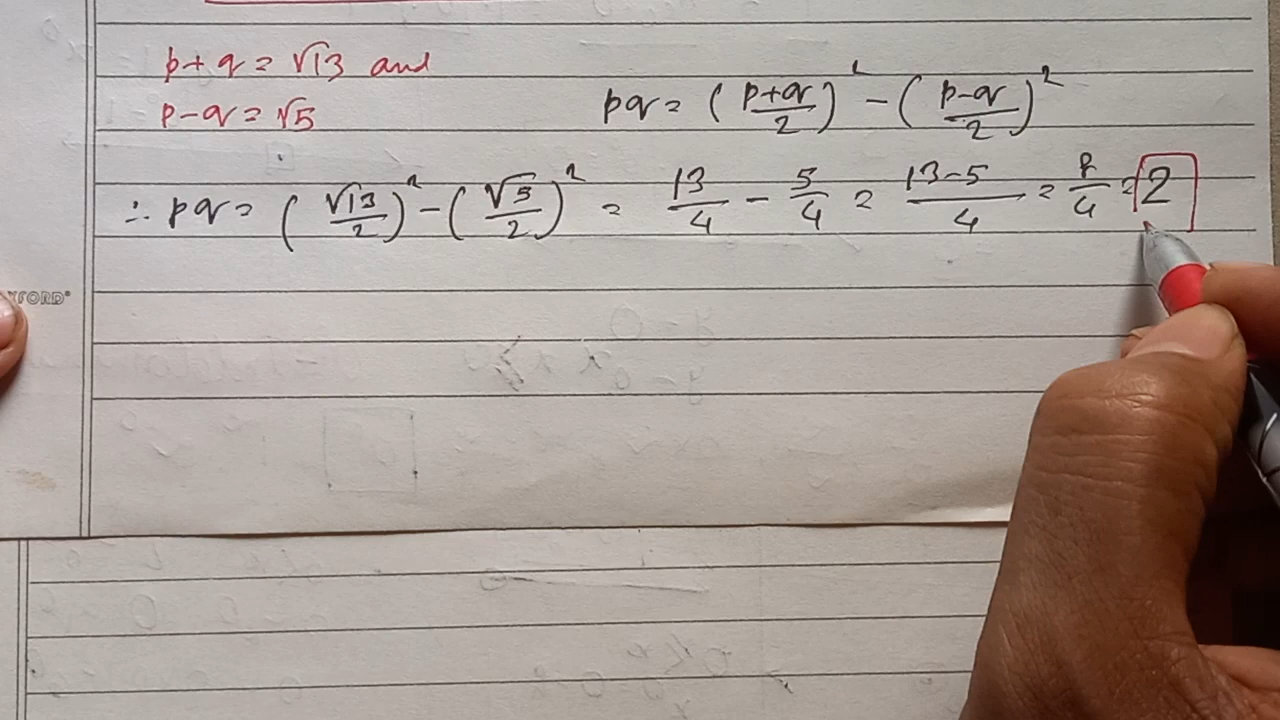 p+q = √13 and
p-q = √5
pq = (p+q/2)² - (p-q/2)²
∴ pq = (√13/2)² - (√5/2)² = 13/4 - 5/4 = 13-5/4 = 8/4 = 2